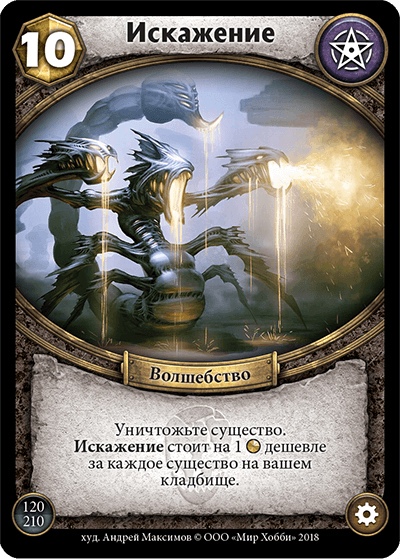 10
Искажение
Волшебство
Уничтожьте существо.
Искажение стоит на 1 дешевле
за каждое существо на вашем
кладбище.
120
210
худ. Андрей Максимов © ООО «Мир Хобби» 2018